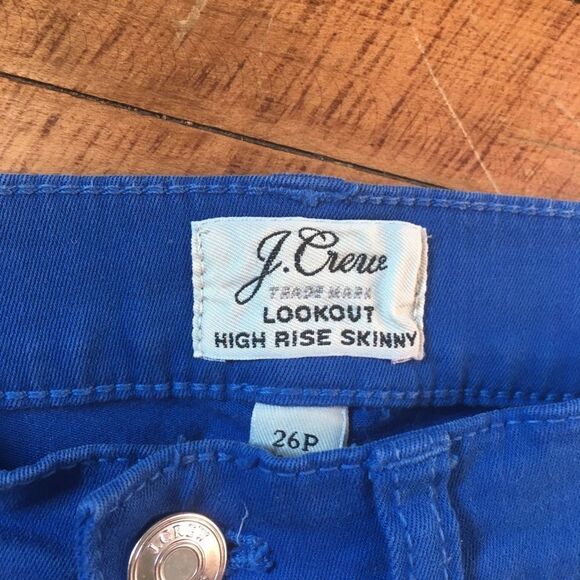 J.Crew
TRADE MARK
LOOKOUT
HIGH RISE SKINNY
26P
J.CREW